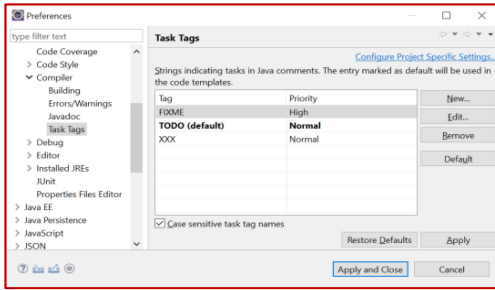 Preferences
type filter text
Code Coverage
Code Style
Compiler
Building
Errors/Warnings
Javadoc
Task Tags
Debug
Editor
Installed JREs
JUnit
Properties Files Editor
Java EE
Java Persistence
JavaScript
JSON
Task Tags
Configure Project Specific Settings...
Strings indicating tasks in Java comments. The entry marked as default will be used in
the code templates.
Tag Priority
FIXME High
TODO (default) Normal
XXX Normal
New...
Edit...
Remove
Default
Case sensitive task tag names
Restore Defaults Apply
Apply and Close Cancel